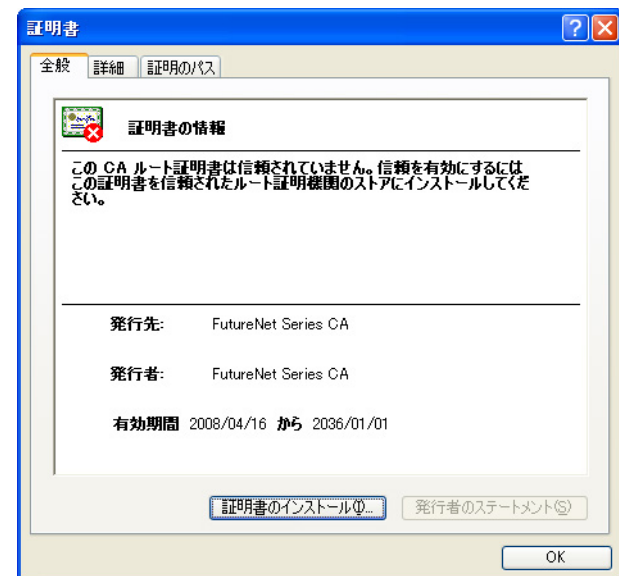 証明書
全般
詳細
証明のパス
証明書の情報
この CA ルート証明書は信頼されていません。信頼を有効にするには
この証明書を信頼されたルート証明機関のストアにインストールしてくだ
さい。
発行先: FutureNet Series CA
発行者: FutureNet Series CA
有効期間 2008/04/16 から 2036/01/01
証明書のインストール(I)...
発行者のステートメント(S)
OK